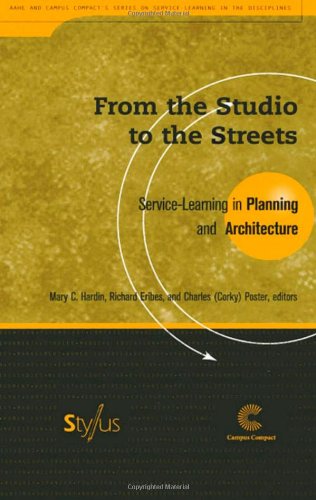 AAHE AND CAMPUS COMPACT'S SERIES ON SERVICE LEARNING IN THE DISCIPLINES
From the Studio
to the Streets
Service-Learning in Planning
and Architecture
Mary C. Hardin, Richard Eribes, and Charles (Corky) Poster, editors
Stylus
Campus Compact